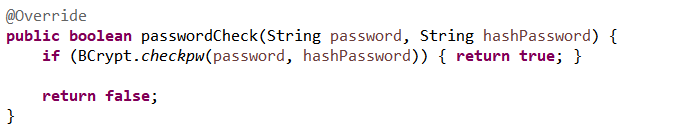 @Override
public boolean passwordCheck(String password, String hashPassword) {
    if (BCrypt.checkpw(password, hashPassword)) { return true; }

    return false;
}